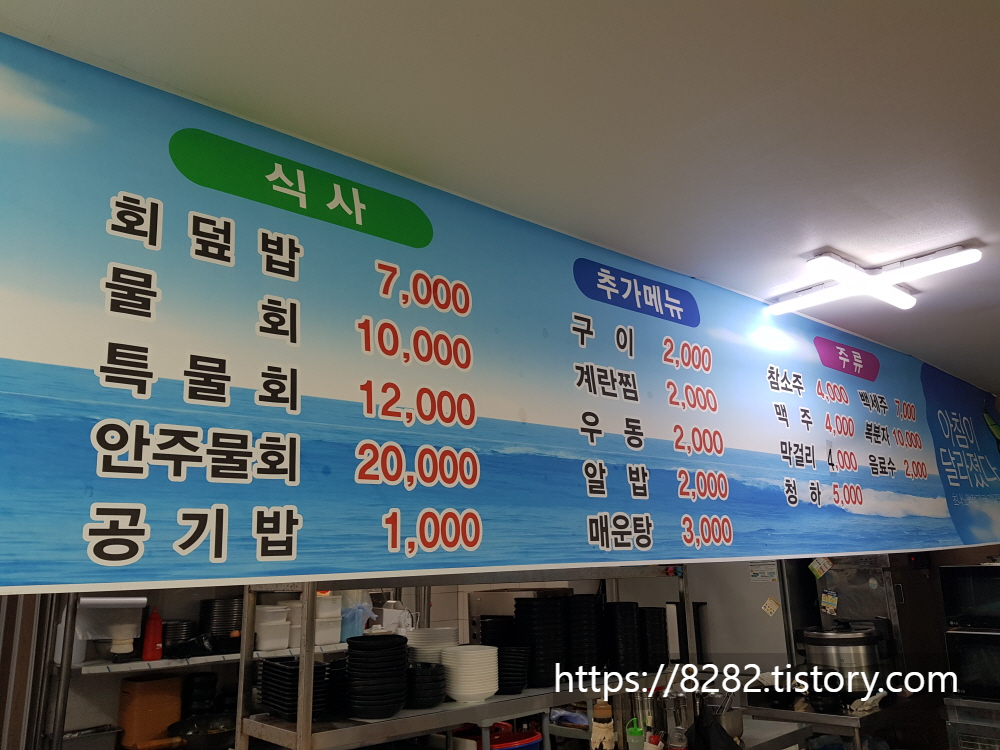 식사
회덮밥 7,000
물회 10,000
특물회 12,000
안주물회 20,000
공기밥 1,000
추가메뉴
구이 2,000
계란찜 2,000
우동 2,000
알밥 2,000
매운탕 3,000
주류
참소주 4,000 백세주 7,000
맥주 4,000 복분자 10,000
막걸리 4,000 음료수 2,000
청하 5,000
아침이
달라졌다
https://8282.tistory.com